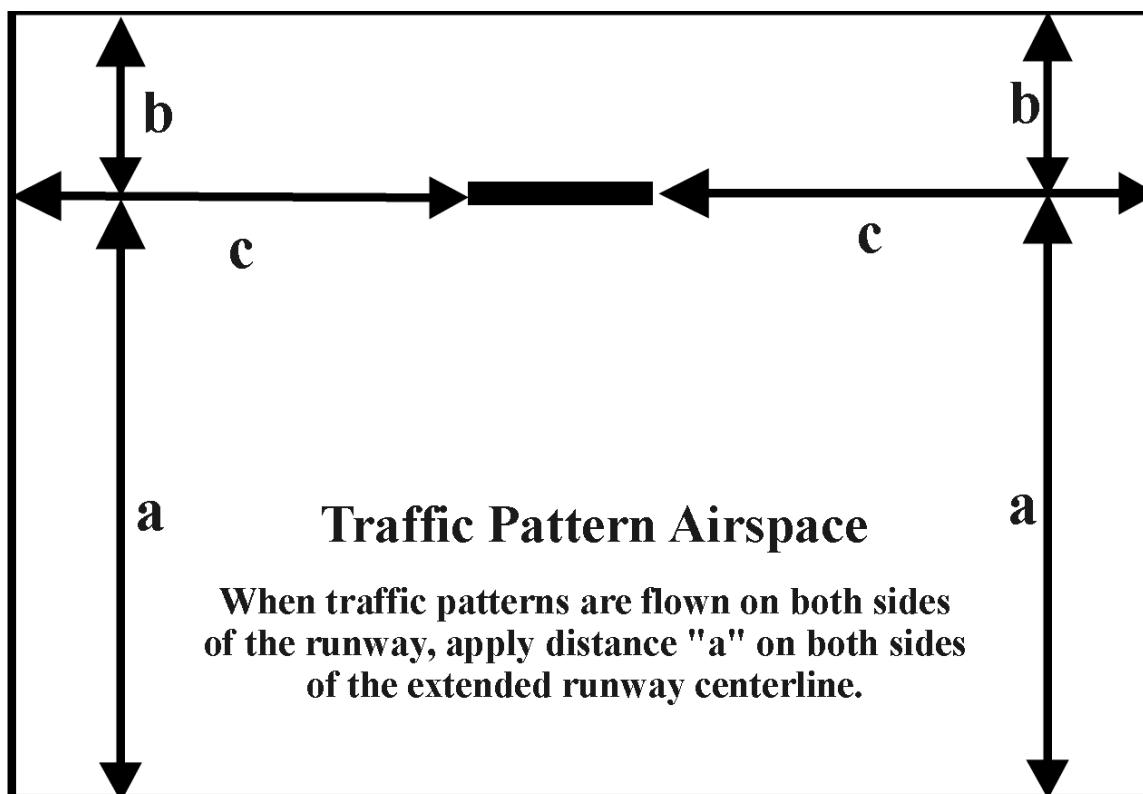 b
b
c
c
a
a
Traffic Pattern Airspace
When traffic patterns are flown on both sides
of the runway, apply distance "a" on both sides
of the extended runway centerline.